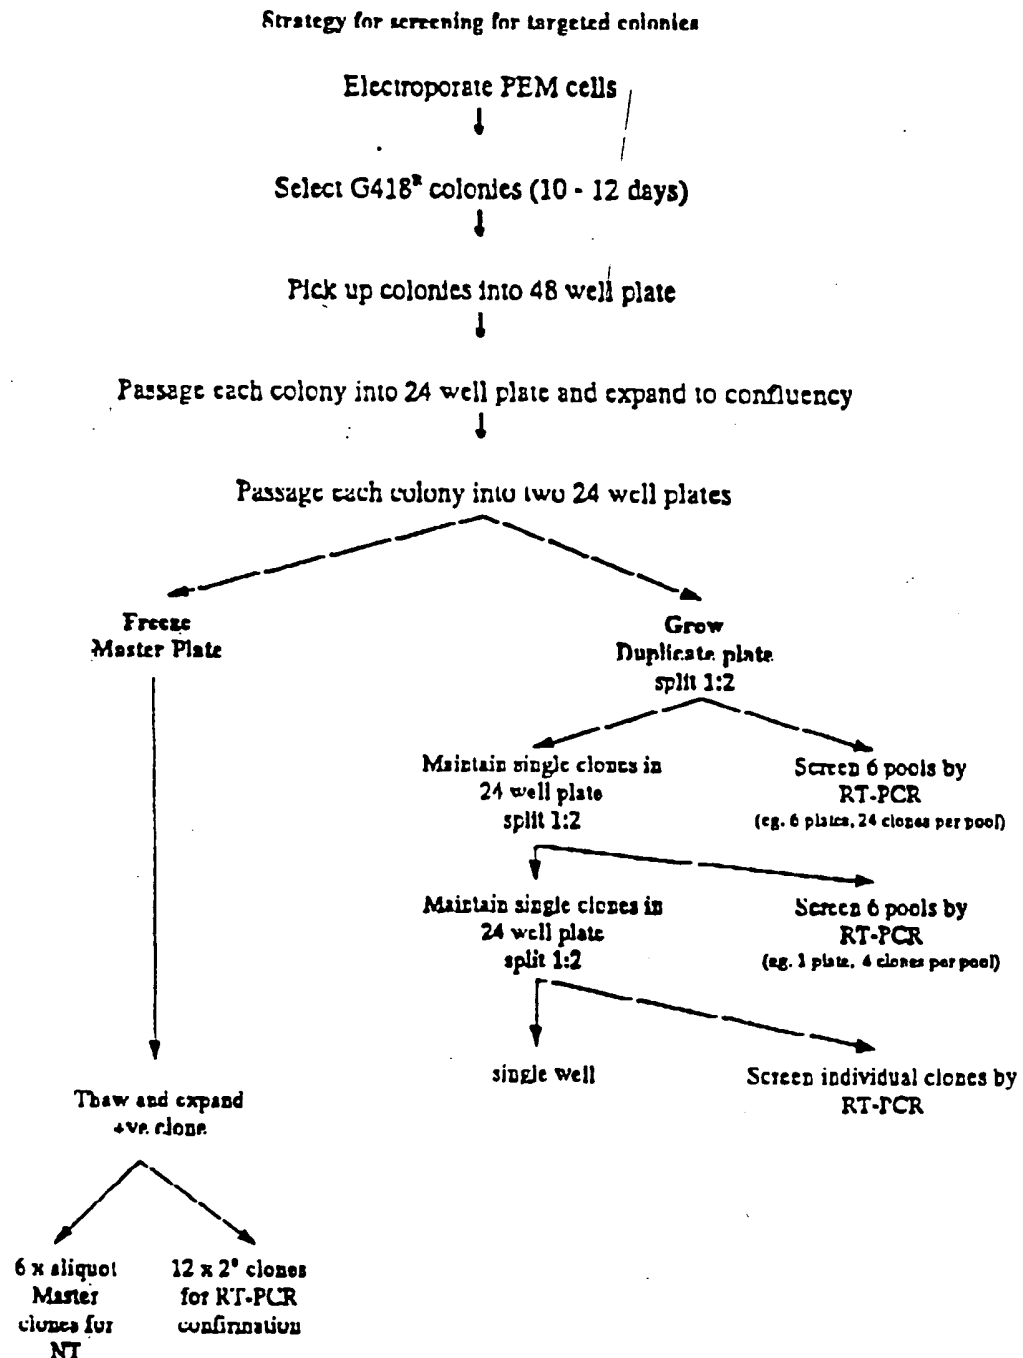 Strategy for screening for targeted colonies
Electroporate PEM cells
Select G418ᴿ colonies (10 - 12 days)
Pick up colonies into 48 well plate
Passage each colony into 24 well plate and expand to confluency
Passage each colony into two 24 well plates
Freeze
Master Plate
Grow
Duplicate plate
split 1:2
Maintain single clones in
24 well plate
split 1:2
Screen 6 pools by
RT-PCR
(eg. 6 plates, 24 clones per pool)
Maintain single clones in
24 well plate
split 1:2
Screen 6 pools by
RT-PCR
(eg. 1 plate, 4 clones per pool)
single well
Screen individual clones by
RT-PCR
Thaw and expand
+ve clone
6 x aliquot
Master
clones for
NT
12 x 2° clones
for RT-PCR
confirmation